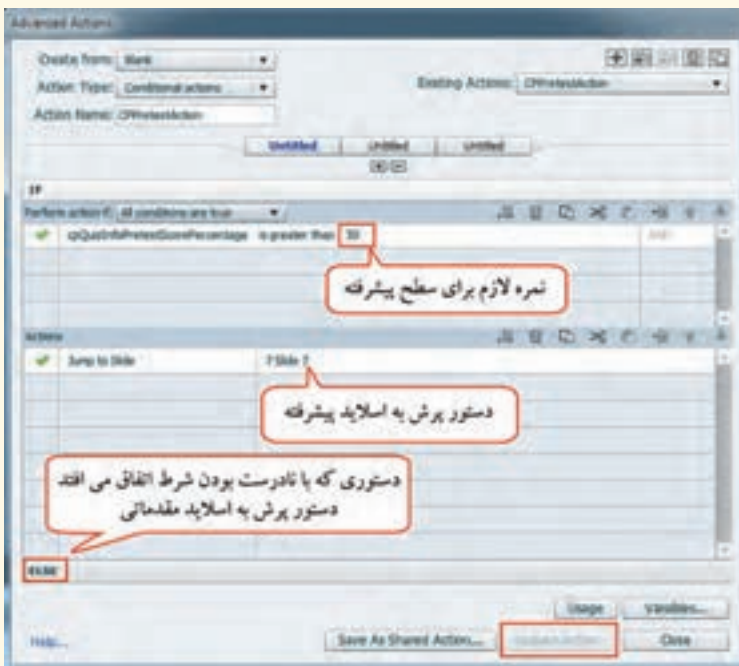 Advanced Actions
Create from: Blank
Action Type: Conditional actions
Existing Actions: CPPretestAction
Action Name: CPPretestAction
Untitled Untitled Untitled
IF
Perform action if: All conditions are true
cpQuizInfoPretestScorePercentage is greater than 50 AND
نمره لازم برای سطح پیشرفته
Actions
Jump to Slide 7 Slide 7
دستور پرش به اسلاید پیشرفته
دستوری که با نادرست بودن شرط اتفاق می افتد
دستور پرش به اسلاید مقدماتی
ELSE
Usage Variables...
Help... Save As Shared Action... Update Action Close